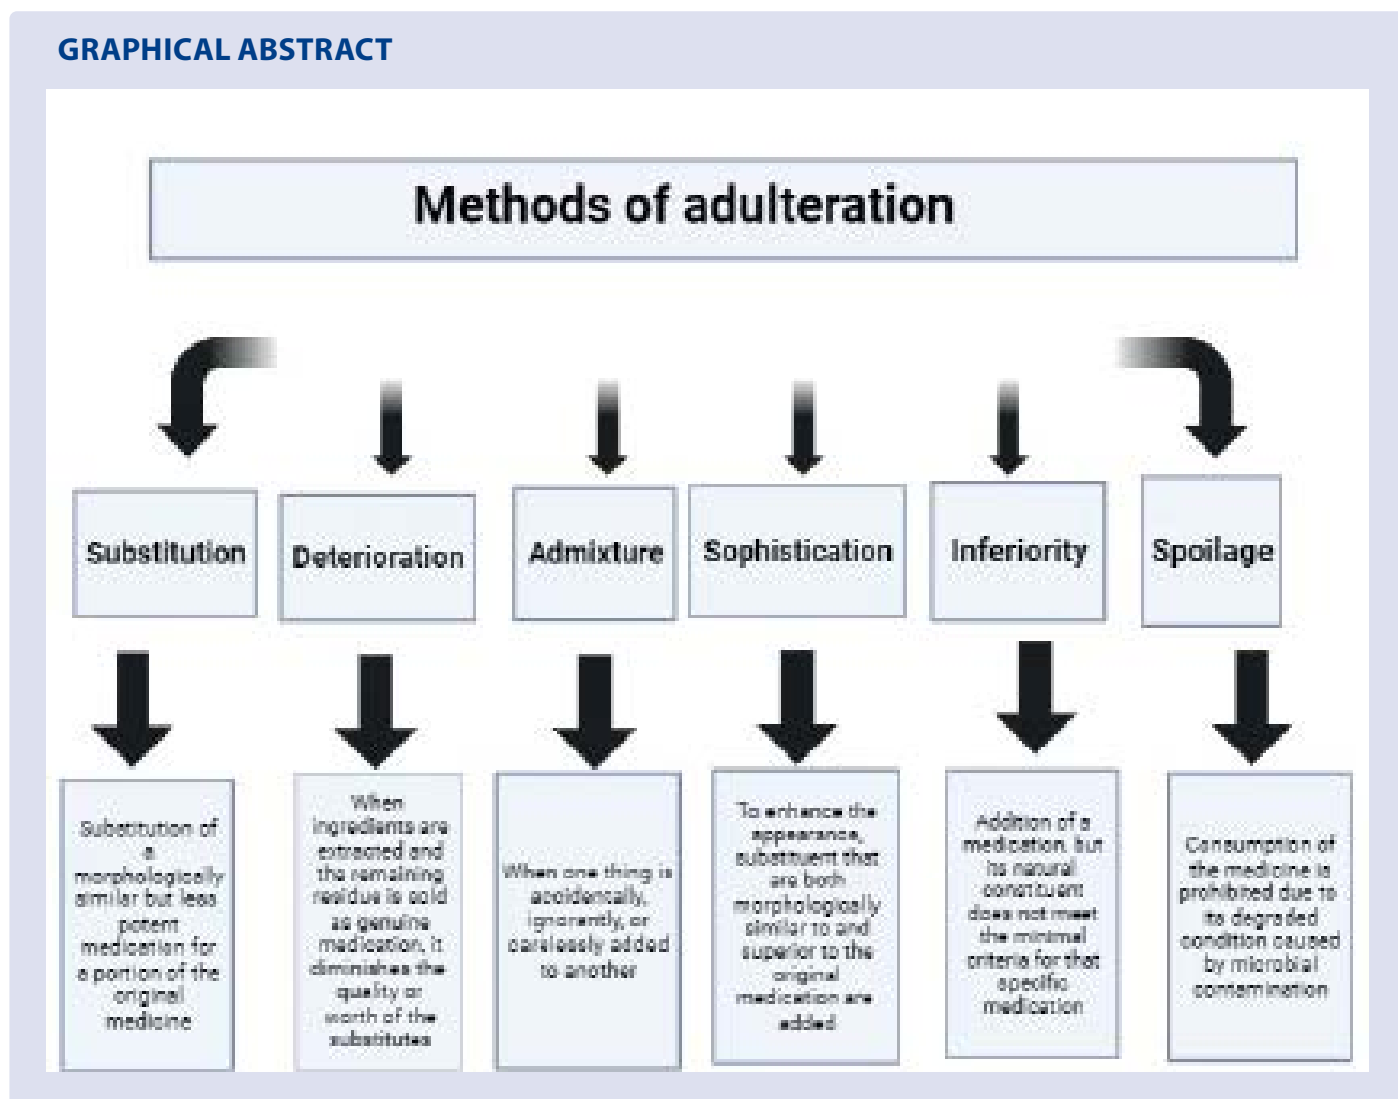 GRAPHICAL ABSTRACT
Methods of adulteration
Substitution
Deterioration
Admixture
Sophistication
Inferiority
Spoilage
Substitution of
a
morphologically
similar but less
potent
medication for
a portion of the
original
medicine
When
ingredients are
extracted and
the remaining
residue is sold
as genuine
medication, it
diminishes the
quality or
worth of the
substitutes
When one thing is
accidentally,
ignorently, or
carelessly added
to another
To enhance the
appearance,
substituent that
are both
morphologically
similar to and
superior to the
original
medication are
added
Addition of a
medication, but
its natural
constituent
does not meet
the minimal
criteria for that
specific
medication
Consumption of
the medicine is
prohibited due to
its degraded
condition caused
by microbial
contamination